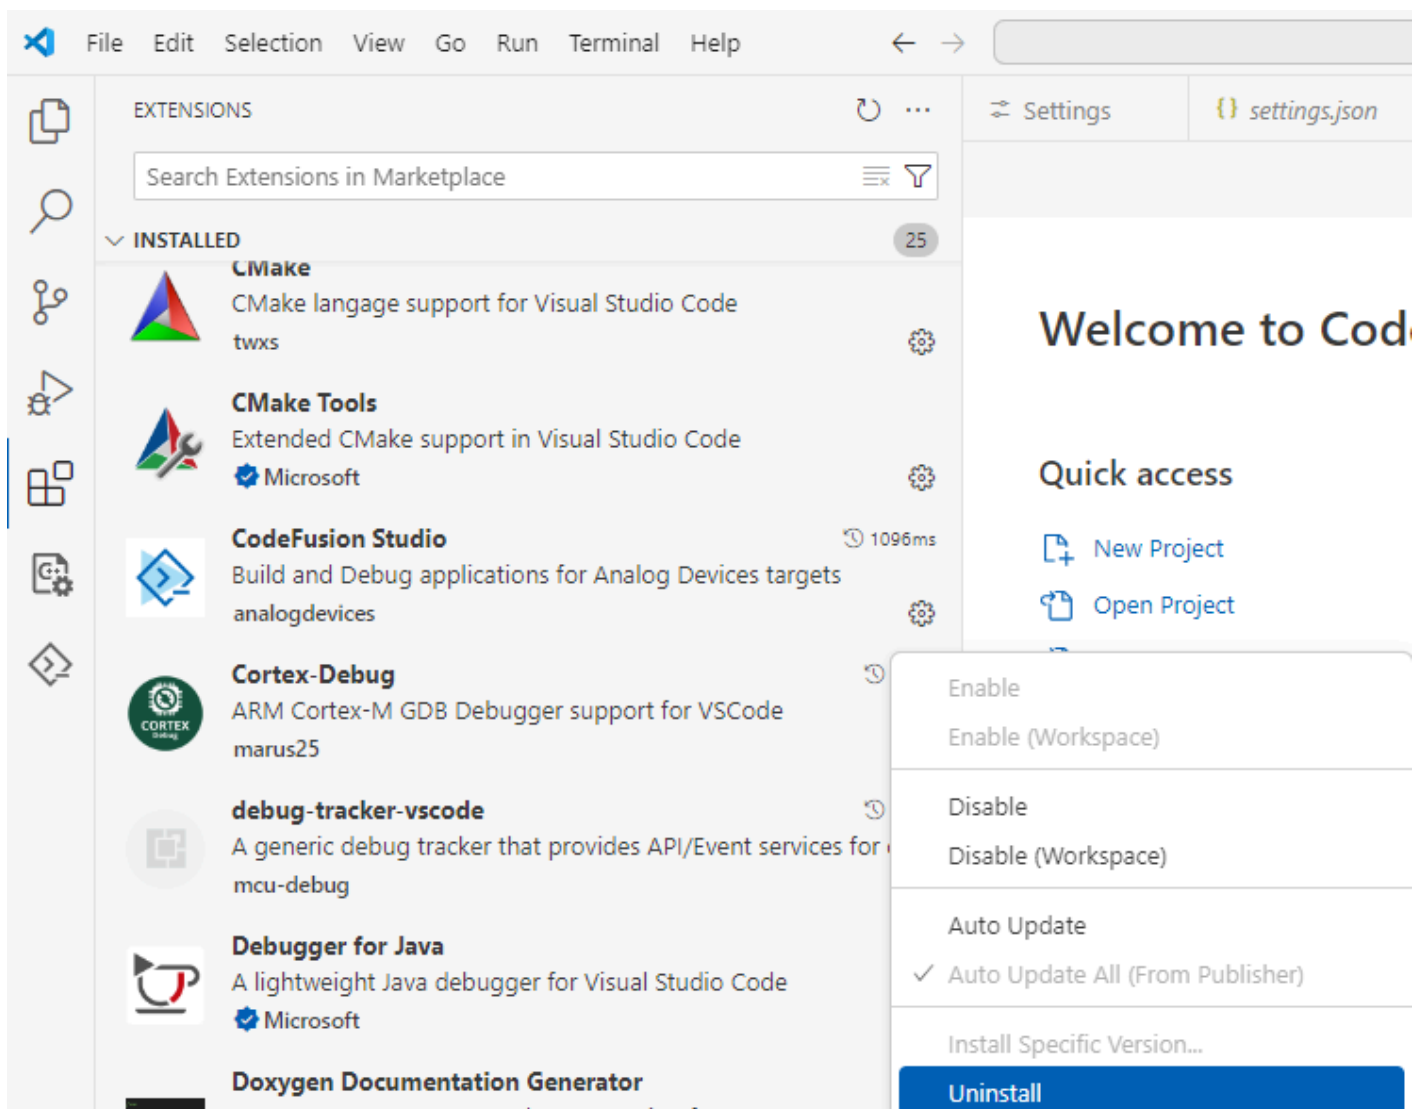 File Edit Selection View Go Run Terminal Help
EXTENSIONS
Settings
{} settings.json
Search Extensions in Marketplace
INSTALLED
25
CMake
CMake langage support for Visual Studio Code
twxs
Welcome to
CMake Tools
Extended CMake support in Visual Studio Code
Microsoft
Quick access
CodeFusion Studio
1096ms
Build and Debug applications for Analog Devices targets
analogdevices
New Project
Open Project
Cortex-Debug
ARM Cortex-M GDB Debugger support for VSCode
marus25
CORTEX
Debug
debug-tracker-vscode
A generic debug tracker that provides API/Event services for
mcu-debug
Debugger for Java
A lightweight Java debugger for Visual Studio Code
Microsoft
Doxygen Documentation Generator
Enable
Enable (Workspace)
Disable
Disable (Workspace)
Auto Update
Auto Update All (From Publisher)
Install Specific Version...
Uninstall